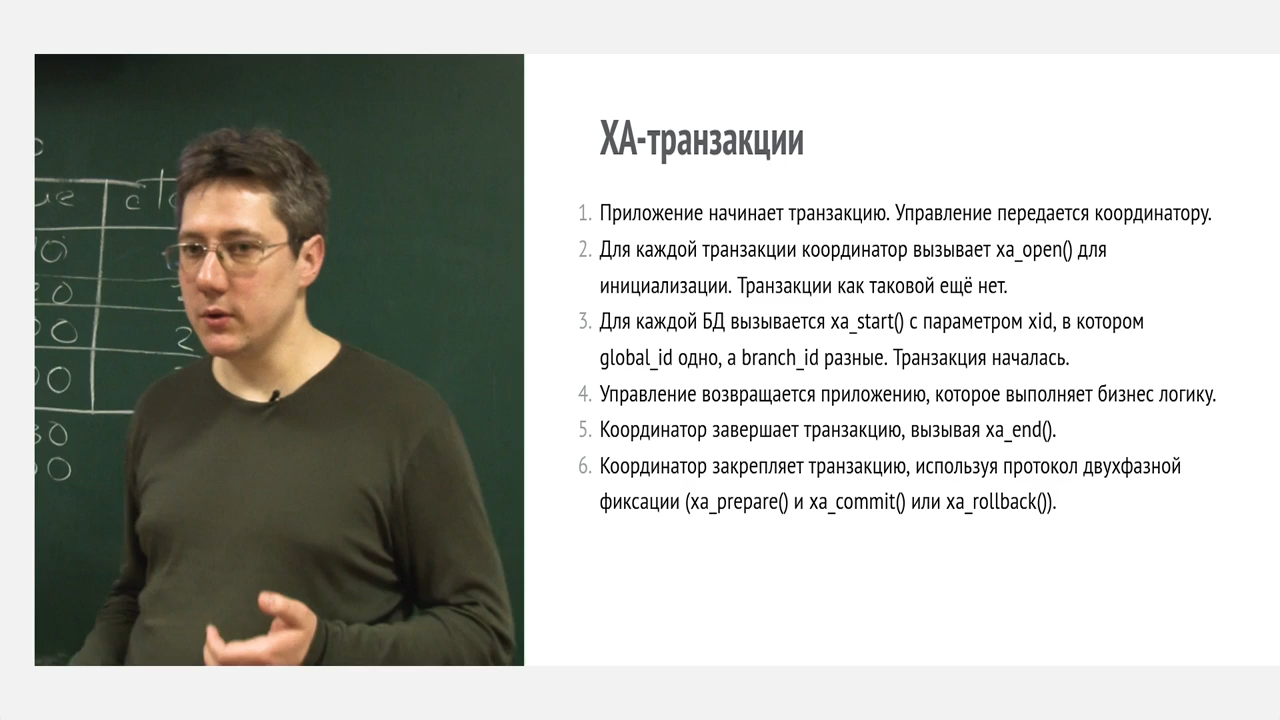 XA-транзакции
1. Приложение начинает транзакцию. Управление передается координатору.
2. Для каждой транзакции координатор вызывает xa_open() для
инициализации. Транзакции как таковой ещё нет.
3. Для каждой БД вызывается xa_start() с параметром xid, в котором
global_id одно, а branch_id разные. Транзакция началась.
4. Управление возвращается приложению, которое выполняет бизнес логику.
5. Координатор завершает транзакцию, вызывая xa_end().
6. Координатор закрепляет транзакцию, используя протокол двухфазной
фиксации (xa_prepare() и xa_commit() или xa_rollback()).